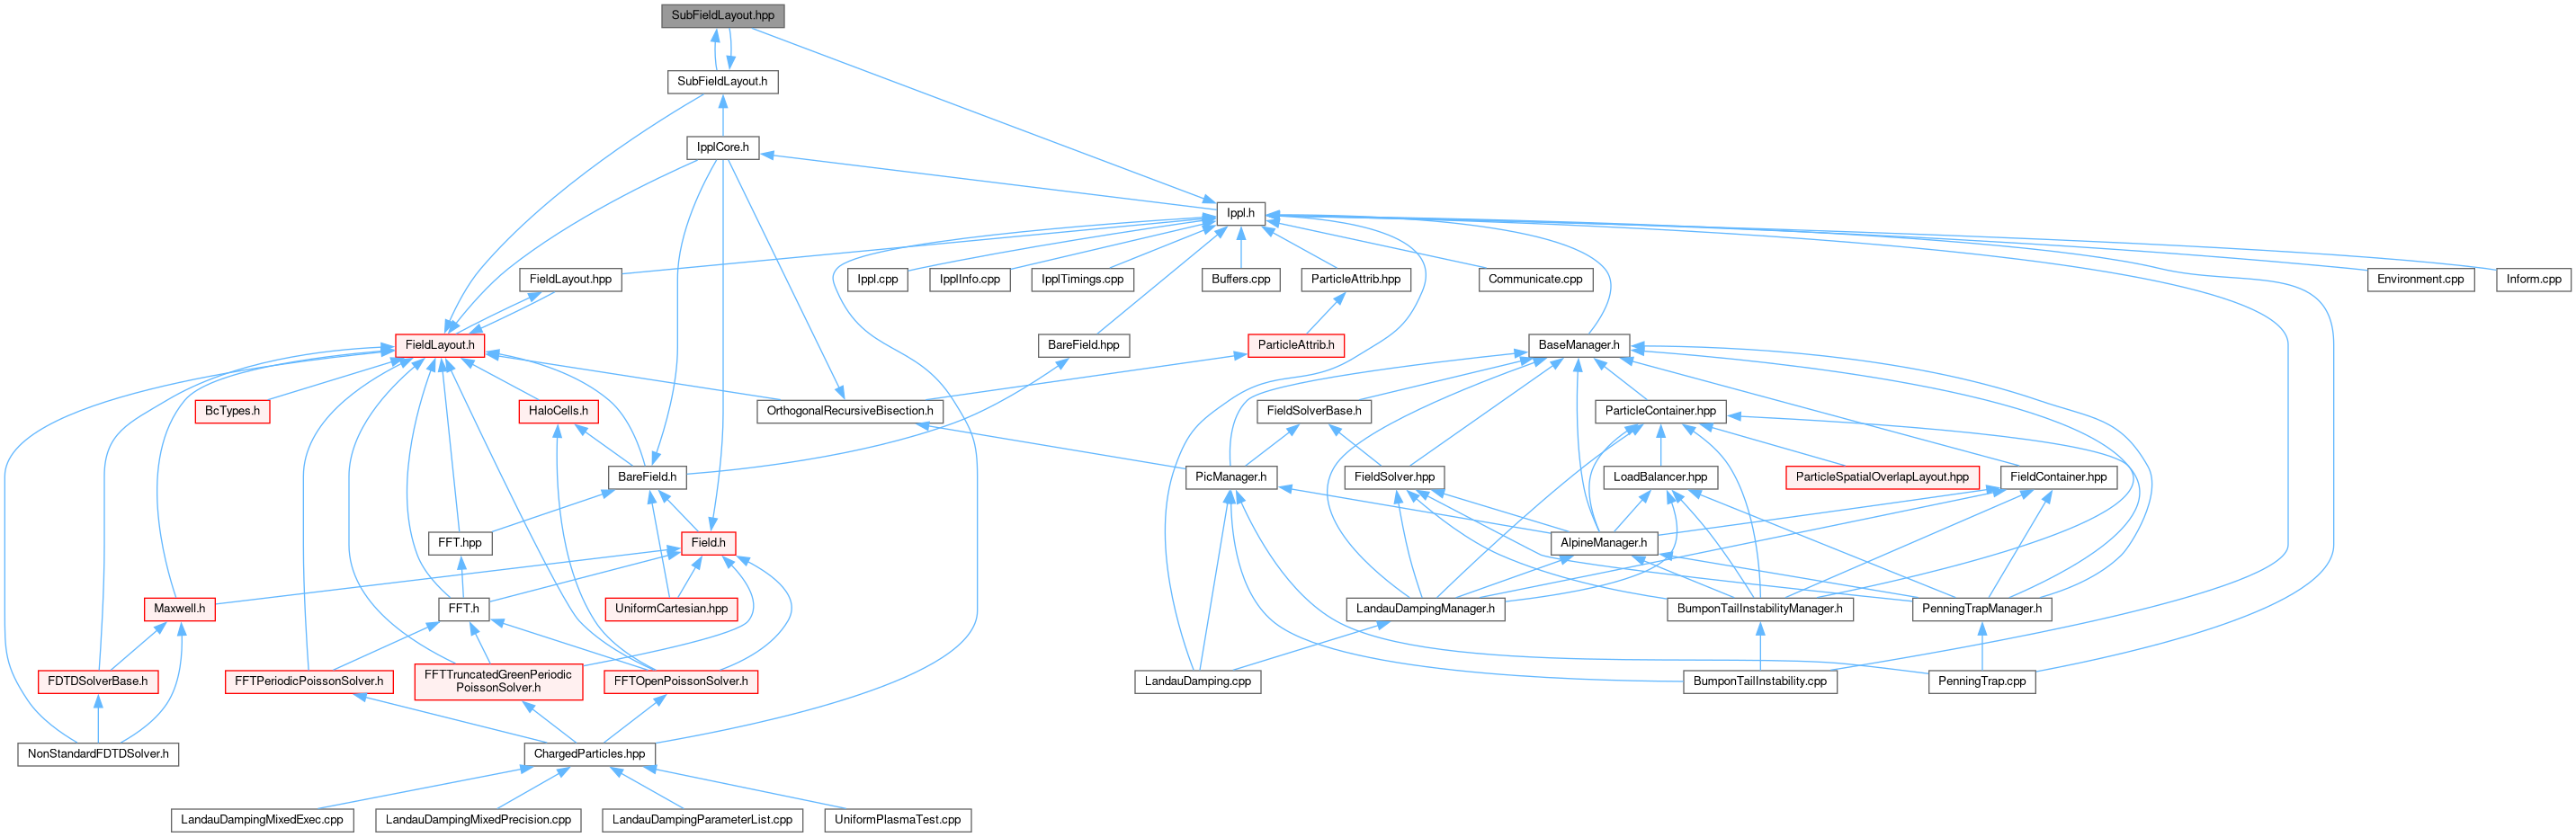 SubFieldLayout.hpp
SubFieldLayout.h
IpplCore.h
Ippl.h
FieldLayout.hpp
Ippl.cpp
IpplInfo.cpp
IpplTimings.cpp
Buffers.cpp
ParticleAttrib.hpp
Communicate.cpp
Environment.cpp
Inform.cpp
FieldLayout.h
BareField.hpp
ParticleAttrib.h
BaseManager.h
BcTypes.h
HaloCells.h
OrthogonalRecursiveBisection.h
FieldSolverBase.h
ParticleContainer.hpp
BareField.h
PicManager.h
FieldSolver.hpp
LoadBalancer.hpp
ParticleSpatialOverlapLayout.hpp
FieldContainer.hpp
FFT.hpp
Field.h
AlpineManager.h
Maxwell.h
FFT.h
UniformCartesian.hpp
LandauDampingManager.h
BumponTailInstabilityManager.h
PenningTrapManager.h
FDTDSolverBase.h
FFTPeriodicPoissonSolver.h
FFTTruncatedGreenPeriodic
PoissonSolver.h
FFTOpenPoissonSolver.h
LandauDamping.cpp
BumponTailInstability.cpp
PenningTrap.cpp
NonStandardFDTDSolver.h
ChargedParticles.hpp
LandauDampingMixedExec.cpp
LandauDampingMixedPrecision.cpp
LandauDampingParameterList.cpp
UniformPlasmaTest.cpp